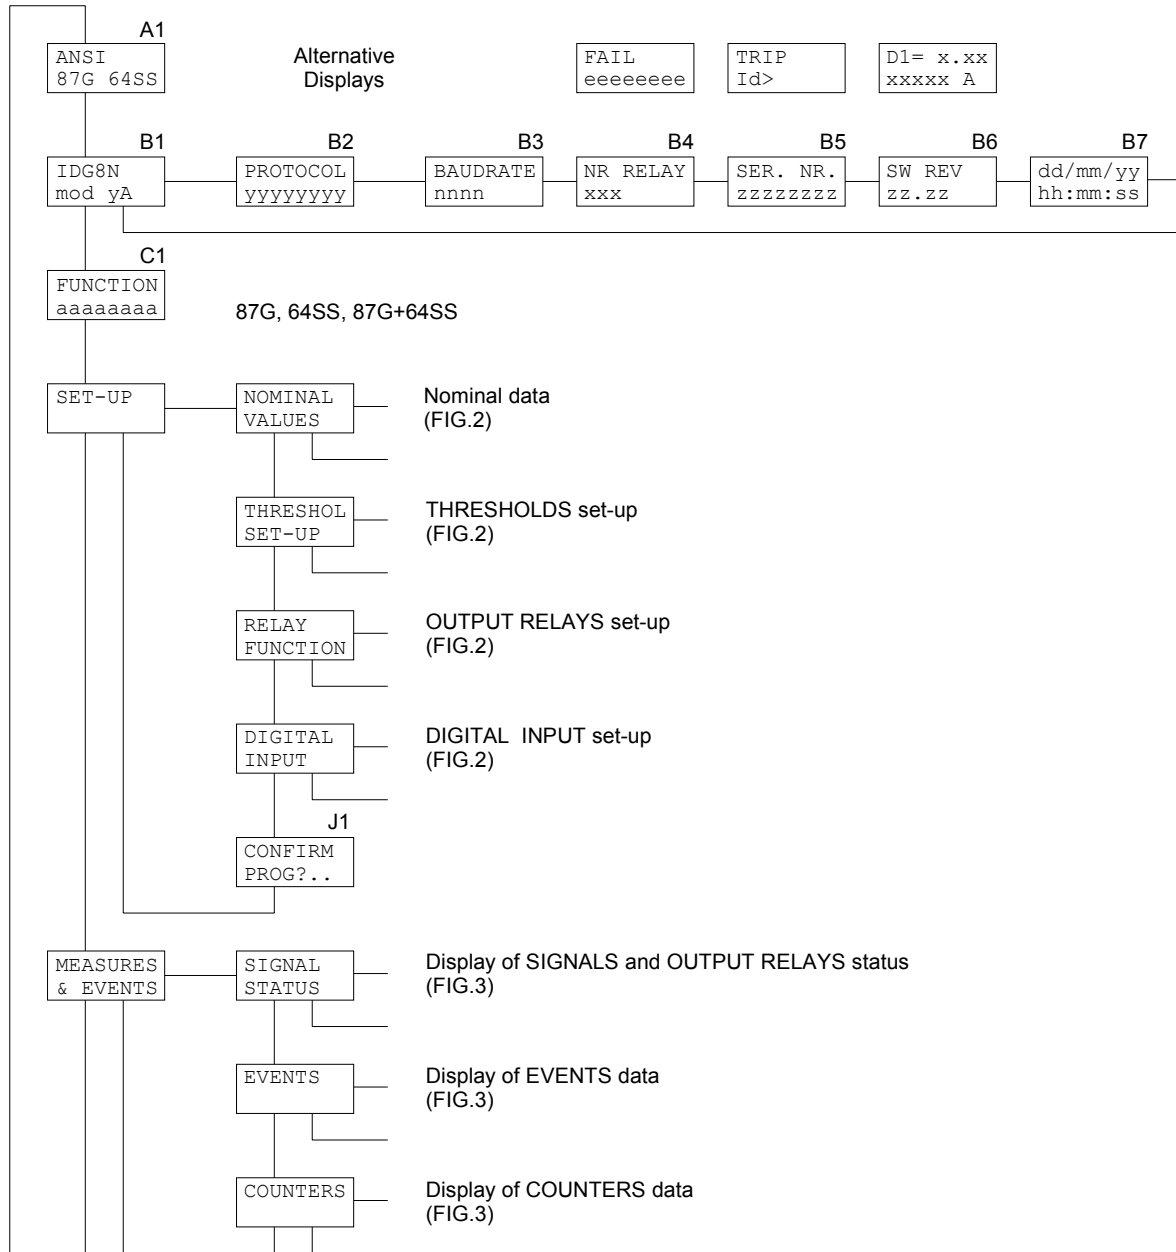 A1
ANSI
87G 64SS
Alternative
Displays
FAIL
eeeeeeee
TRIP
Id>
D1= x.xx
xxxxx A
B1
IDG8N
mod yA
B2
PROTOCOL
yyyyyyyy
B3
BAUDRATE
nnnn
B4
NR RELAY
xxx
B5
SER. NR.
zzzzzzzz
B6
SW REV
zz.zz
B7
dd/mm/yy
hh:mm:ss
C1
FUNCTION
aaaaaaaa
87G, 64SS, 87G+64SS
SET-UP
NOMINAL
VALUES
Nominal data
(FIG.2)
THRESHOL
SET-UP
THRESHOLDS set-up
(FIG.2)
RELAY
FUNCTION
OUTPUT RELAYS set-up
(FIG.2)
DIGITAL
INPUT
DIGITAL INPUT set-up
(FIG.2)
J1
CONFIRM
PROG?..
MEASURES
& EVENTS
SIGNAL
STATUS
Display of SIGNALS and OUTPUT RELAYS status
(FIG.3)
EVENTS
Display of EVENTS data
(FIG.3)
COUNTERS
Display of COUNTERS data
(FIG.3)